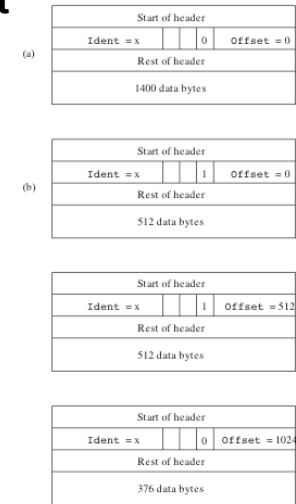 t
(a)
Start of header
Ident = x 0 Offset = 0
Rest of header
1400 data bytes
(b)
Start of header
Ident = x 1 Offset = 0
Rest of header
512 data bytes
Start of header
Ident = x 1 Offset = 512
Rest of header
512 data bytes
Start of header
Ident = x 0 Offset = 1024
Rest of header
376 data bytes